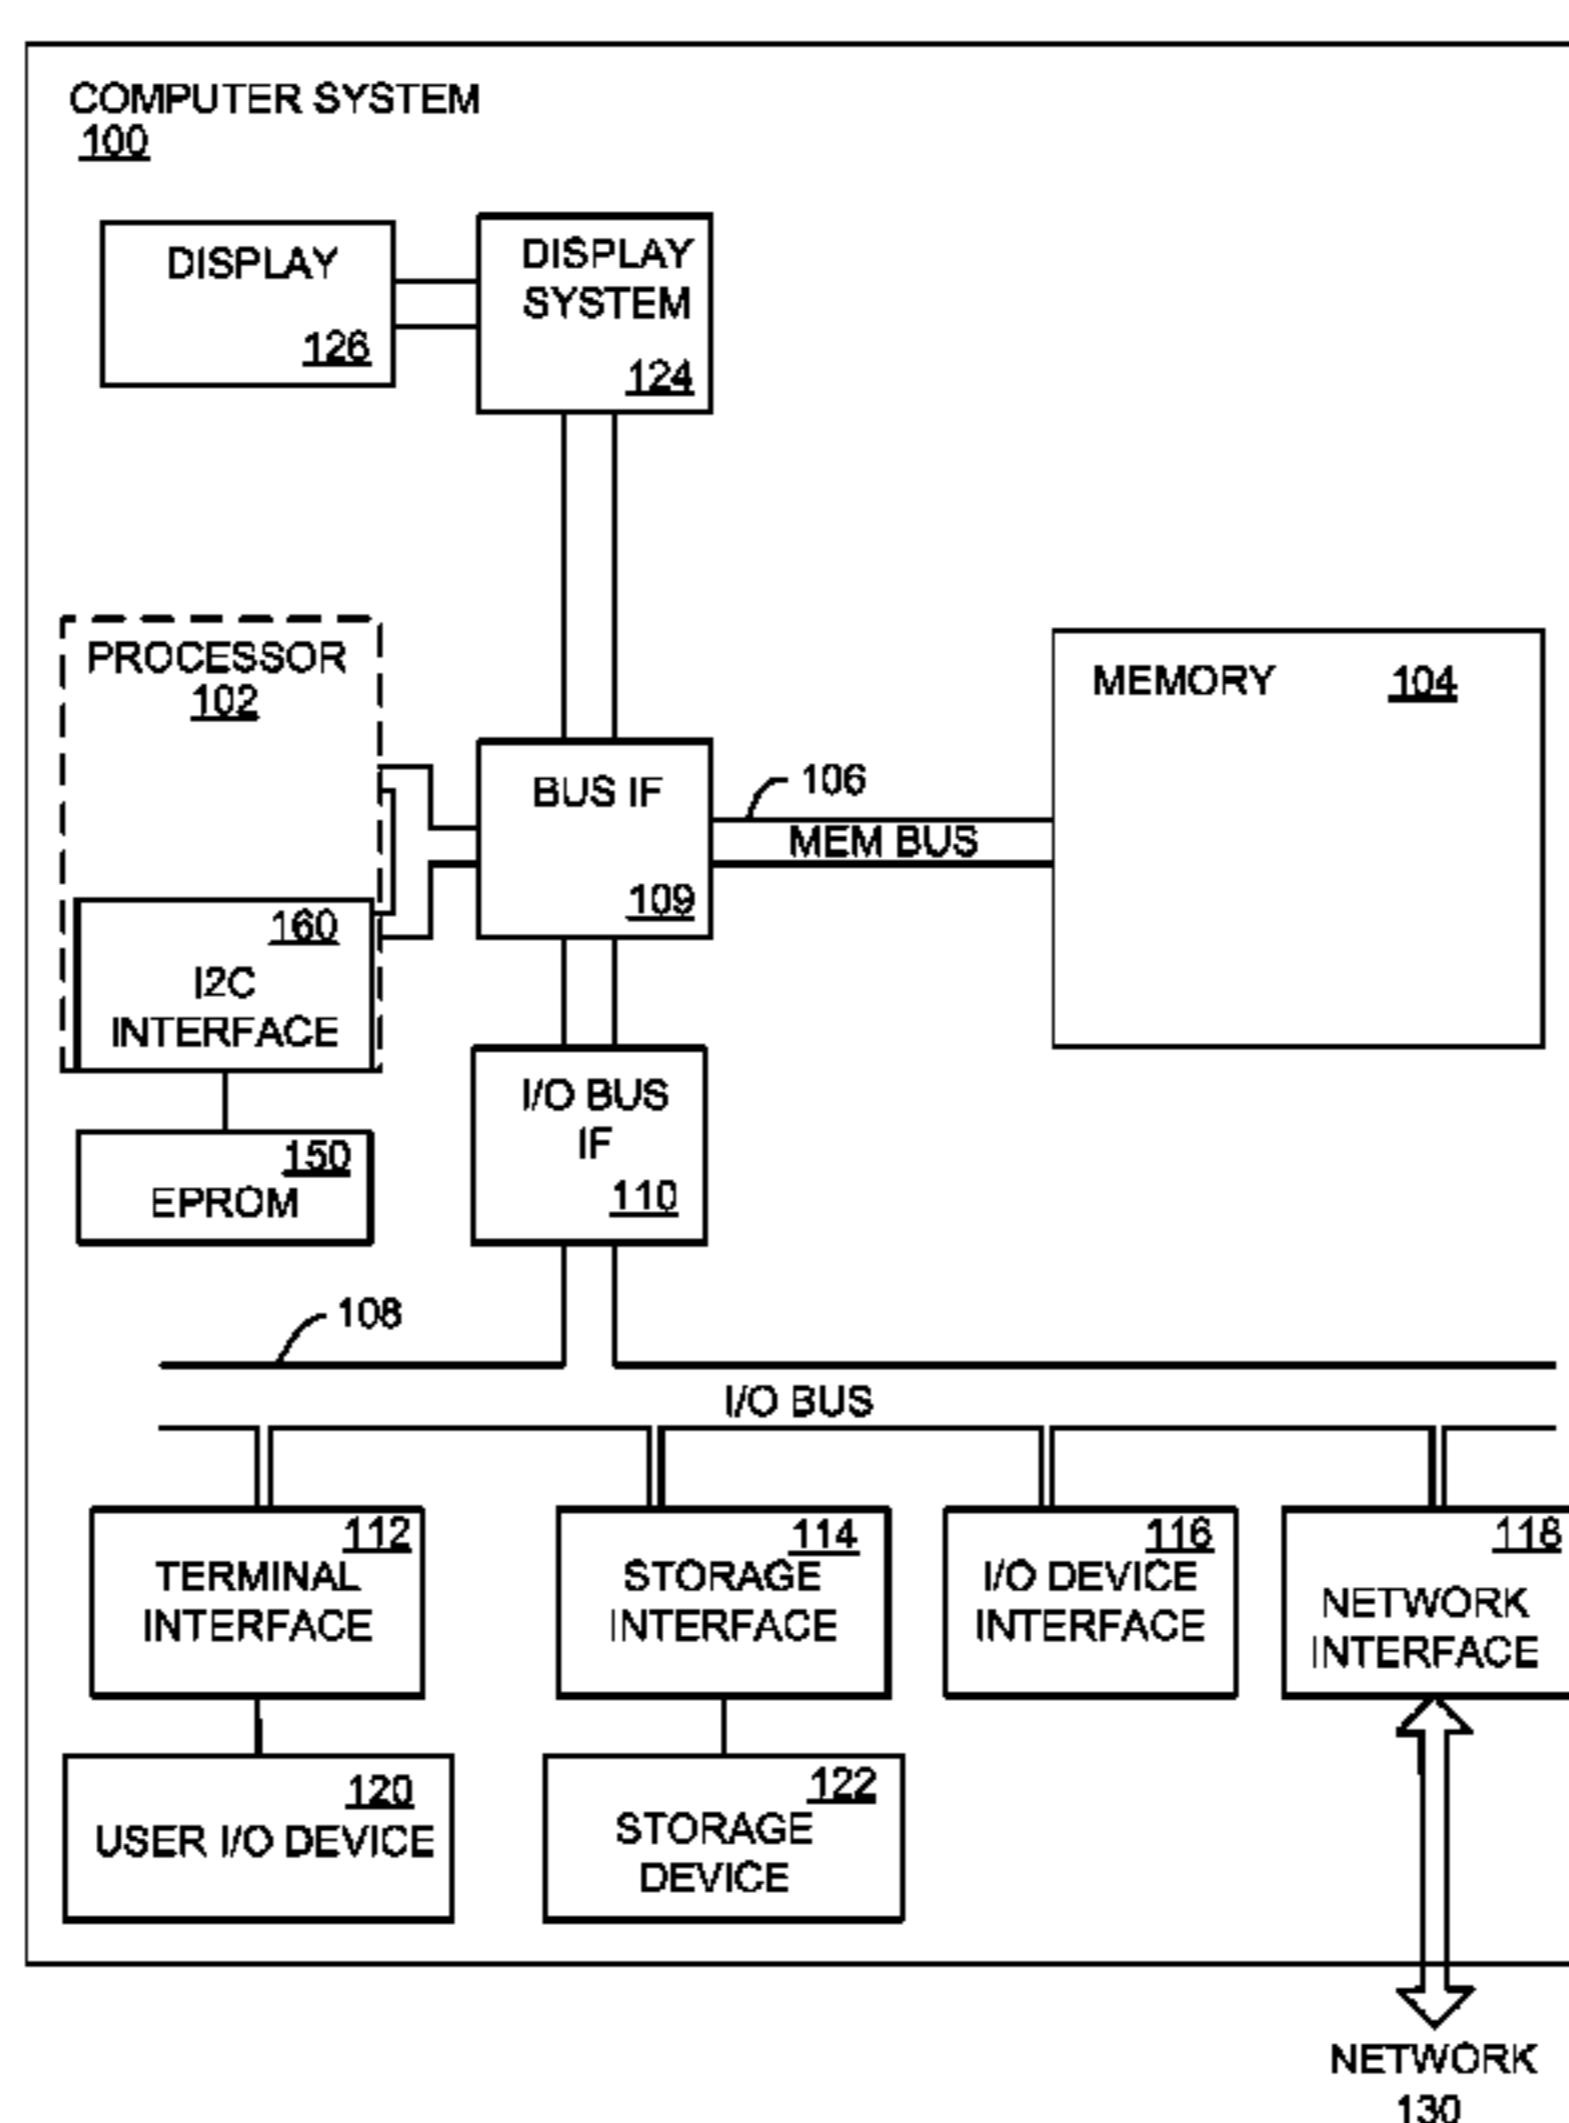 COMPUTER SYSTEM
100
DISPLAY
126
DISPLAY
SYSTEM
124
PROCESSOR
102
MEMORY 104
BUS IF
109
106
MEM BUS
160
I2C
INTERFACE
150
EPROM
I/O BUS
IF
110
108
I/O BUS
112
TERMINAL
INTERFACE
114
STORAGE
INTERFACE
116
I/O DEVICE
INTERFACE
118
NETWORK
INTERFACE
120
USER I/O DEVICE
122
STORAGE
DEVICE
NETWORK
130